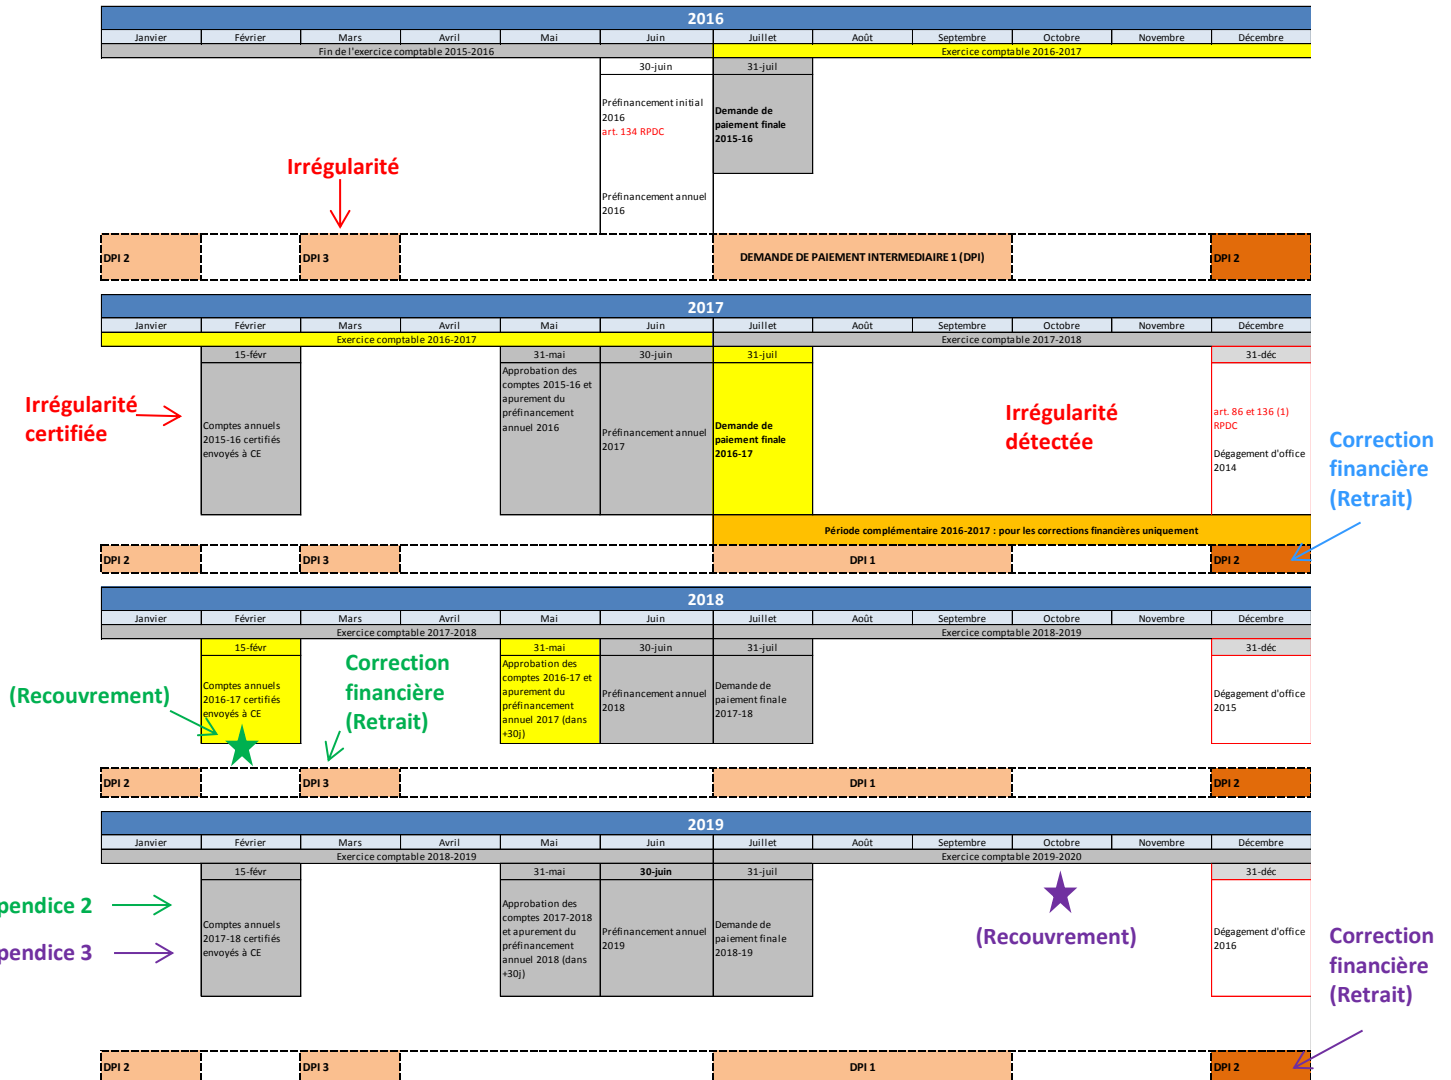 2016
Janvier Février Mars Avril Mai Juin Juillet Août Septembre Octobre Novembre Décembre
Fin de l'exercice comptable 2015-2016 Exercice comptable 2016-2017
30-juin 31-juil
Préfinancement initial
2016
art. 134 RPDC
Demande de
paiement finale
2015-16
Irrégularité
Préfinancement annuel
2016
DPI 2 DPI 3 DEMANDE DE PAIEMENT INTERMEDIAIRE 1 (DPI) DPI 2
2017
Janvier Février Mars Avril Mai Juin Juillet Août Septembre Octobre Novembre Décembre
Exercice comptable 2016-2017 Exercice comptable 2017-2018
15-févr 31-mai 30-juin 31-juil 31-déc
Irrégularité
certifiée
Comptes annuels
2015-16 certifiés
envoyés à CE
Approbation des
comptes 2015-16 et
apurement du
préfinancement
annuel 2016
Préfinancement annuel
2017
Demande de
paiement finale
2016-17
Irrégularité
détectée
art. 86 et 136 (1)
RPDC
Dégagement d'office
2014
Correction
financière
(Retrait)
Période complémentaire 2016-2017 : pour les corrections financières uniquement
DPI 2 DPI 3 DPI 1 DPI 2
2018
Janvier Février Mars Avril Mai Juin Juillet Août Septembre Octobre Novembre Décembre
Exercice comptable 2017-2018 Exercice comptable 2018-2019
15-févr 31-mai 30-juin 31-juil 31-déc
(Recouvrement)
Comptes annuels
2016-17 certifiés
envoyés à CE
Correction
financière
(Retrait)
Approbation des
comptes 2016-17 et
apurement du
préfinancement
annuel 2017 (dans
+30j)
Préfinancement annuel
2018
Demande de
paiement finale
2017-18
Dégagement d'office
2015
DPI 2 DPI 3 DPI 1 DPI 2
2019
Janvier Février Mars Avril Mai Juin Juillet Août Septembre Octobre Novembre Décembre
Exercice comptable 2018-2019 Exercice comptable 2019-2020
15-févr 31-mai 30-juin 31-juil 31-déc
pendice 2
pendice 3
Comptes annuels
2017-18 certifiés
envoyés à CE
Approbation des
comptes 2017-2018
et apurement du
préfinancement
annuel 2018 (dans
+30j)
Préfinancement annuel
2019
Demande de
paiement finale
2018-19
(Recouvrement)
Dégagement d'office
2016
Correction
financière
(Retrait)
DPI 2 DPI 3 DPI 1 DPI 2